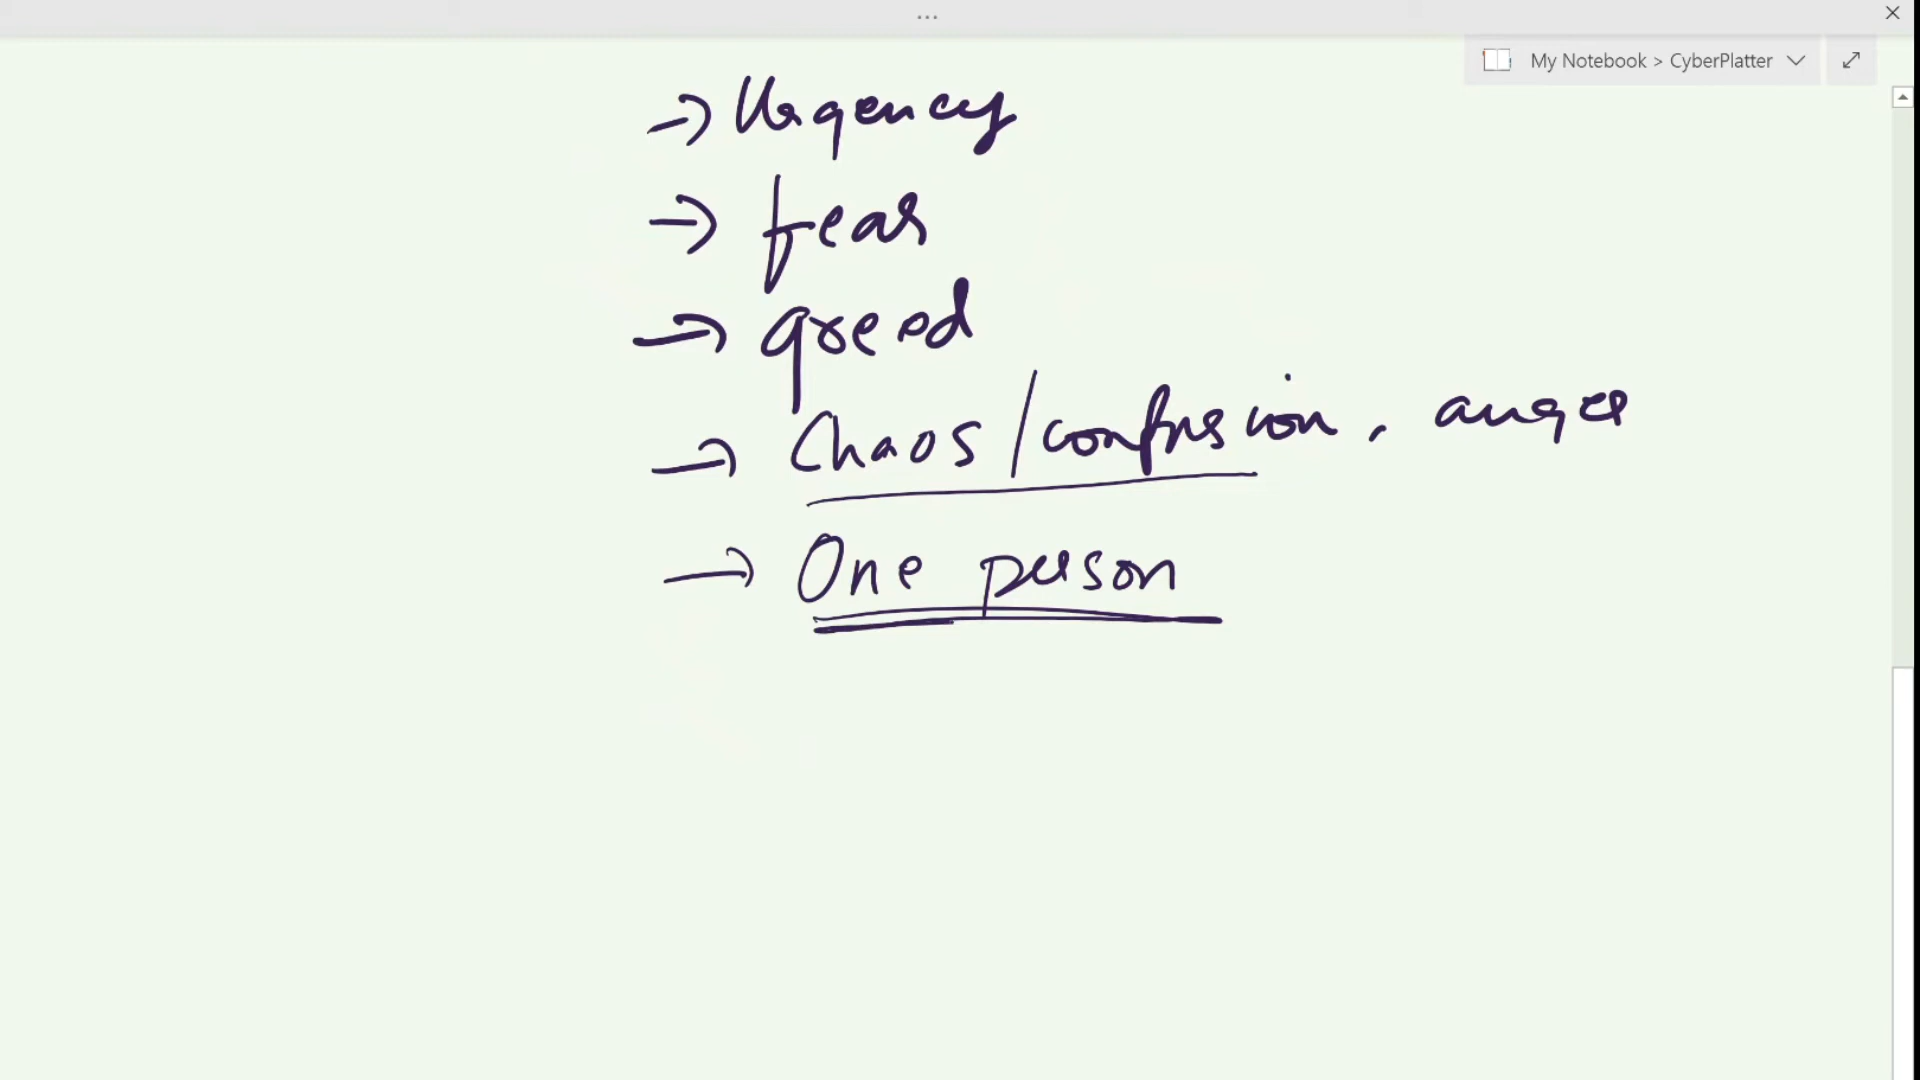 ...
My Notebook > CyberPlatter
→ Urgency
→ fear
→ greed
→ Chaos/confusion, anger
→ One person